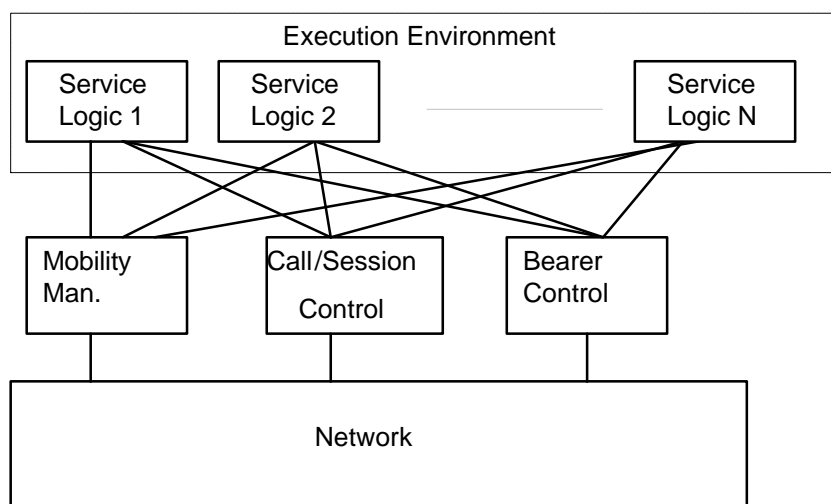 Execution Environment
Service
Logic 1
Service
Logic 2
Service
Logic N
Mobility
Man.
Call/Session
Control
Bearer
Control
Network